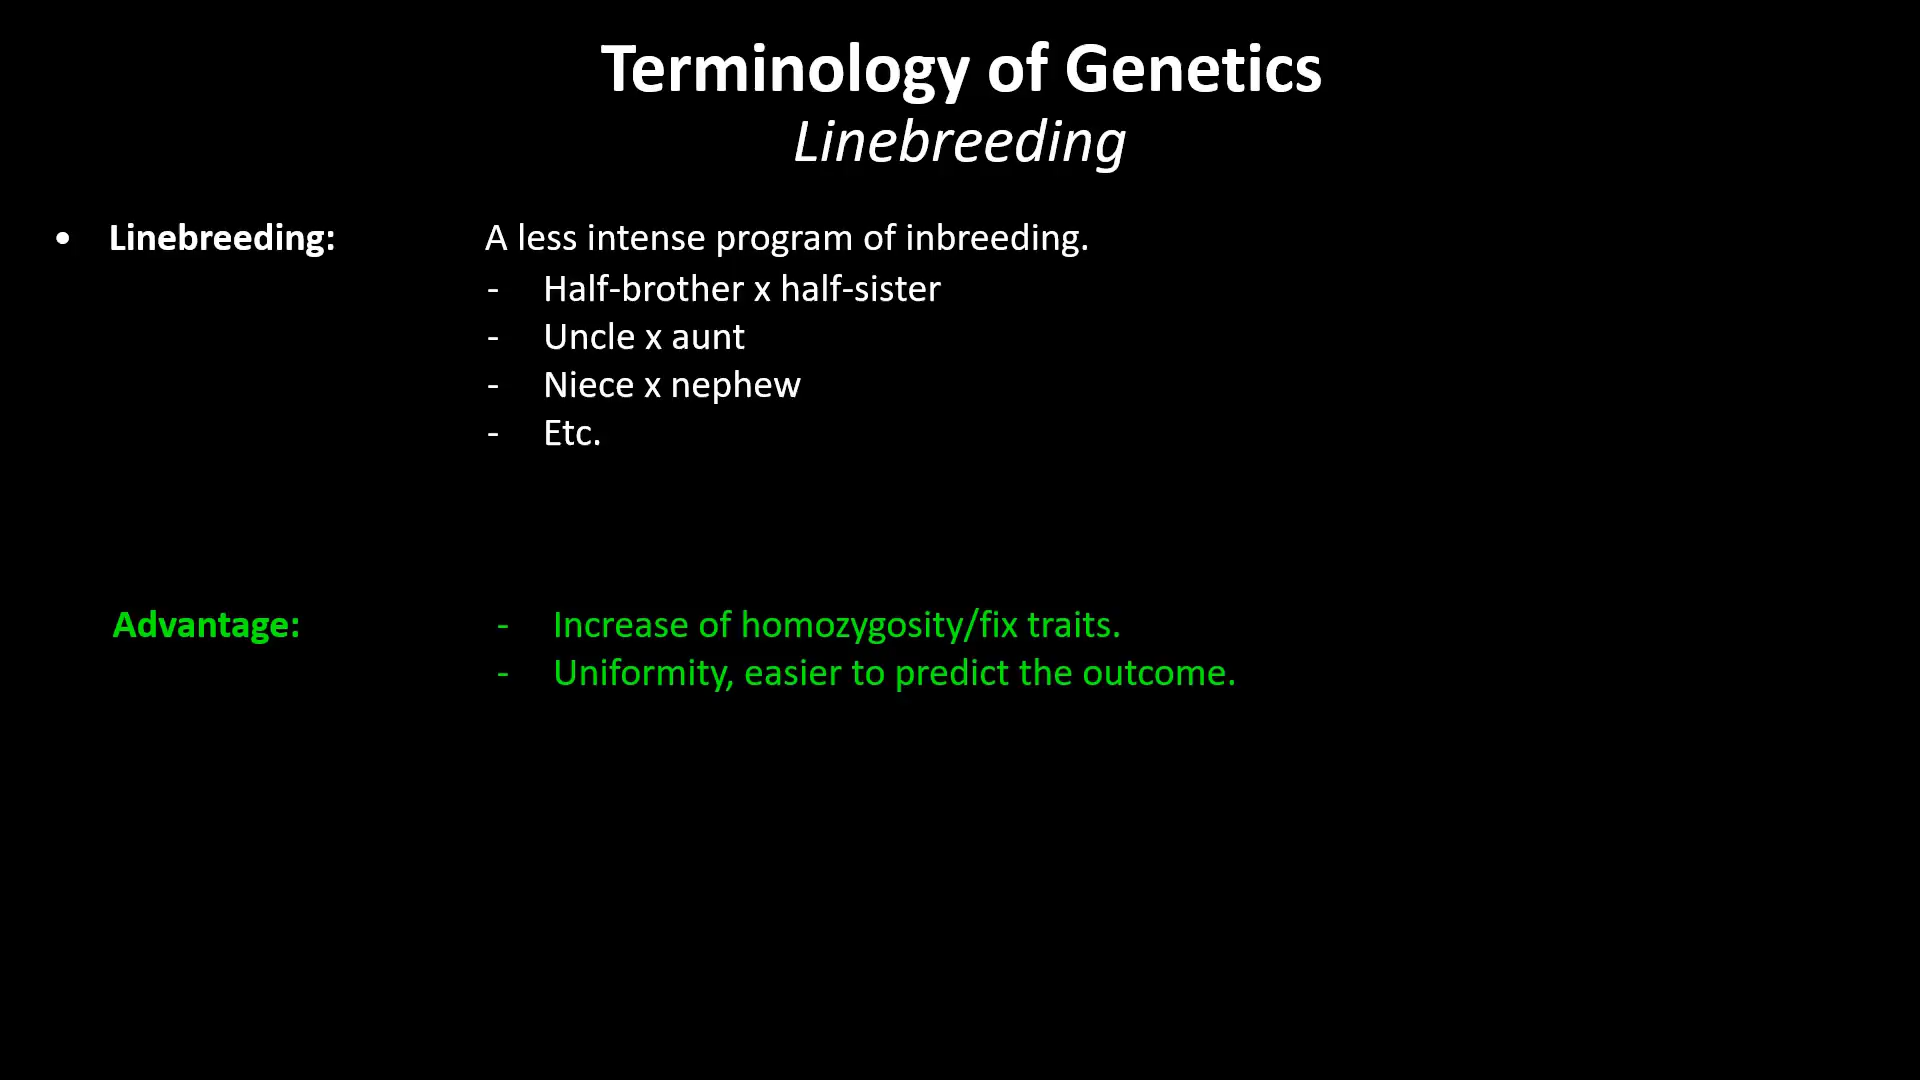 Terminology of Genetics
Linebreeding
• Linebreeding: A less intense program of inbreeding.
- Half-brother x half-sister
- Uncle x aunt
- Niece x nephew
- Etc.
Advantage: - Increase of homozygosity/fix traits.
- Uniformity, easier to predict the outcome.